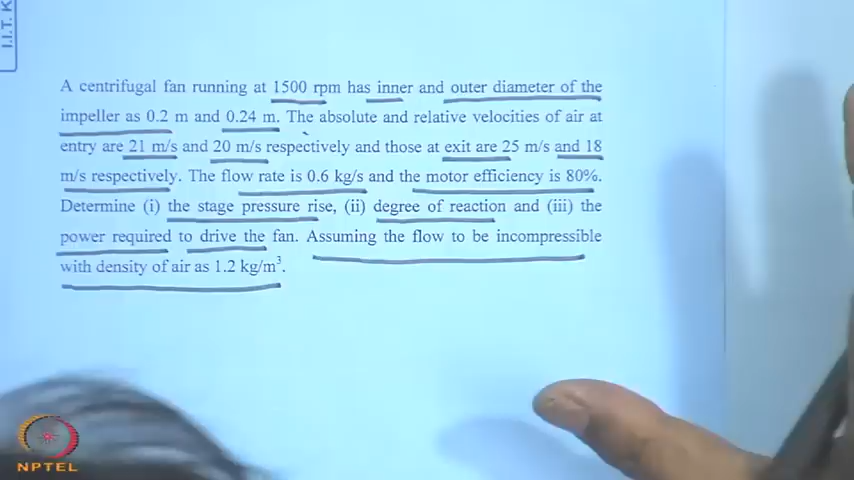 I.I.T. K
A centrifugal fan running at 1500 rpm has inner and outer diameter of the
impeller as 0.2 m and 0.24 m. The absolute and relative velocities of air at
entry are 21 m/s and 20 m/s respectively and those at exit are 25 m/s and 18
m/s respectively. The flow rate is 0.6 kg/s and the motor efficiency is 80%.
Determine (i) the stage pressure rise, (ii) degree of reaction and (iii) the
power required to drive the fan. Assuming the flow to be incompressible
with density of air as 1.2 kg/m³.
NPTEL